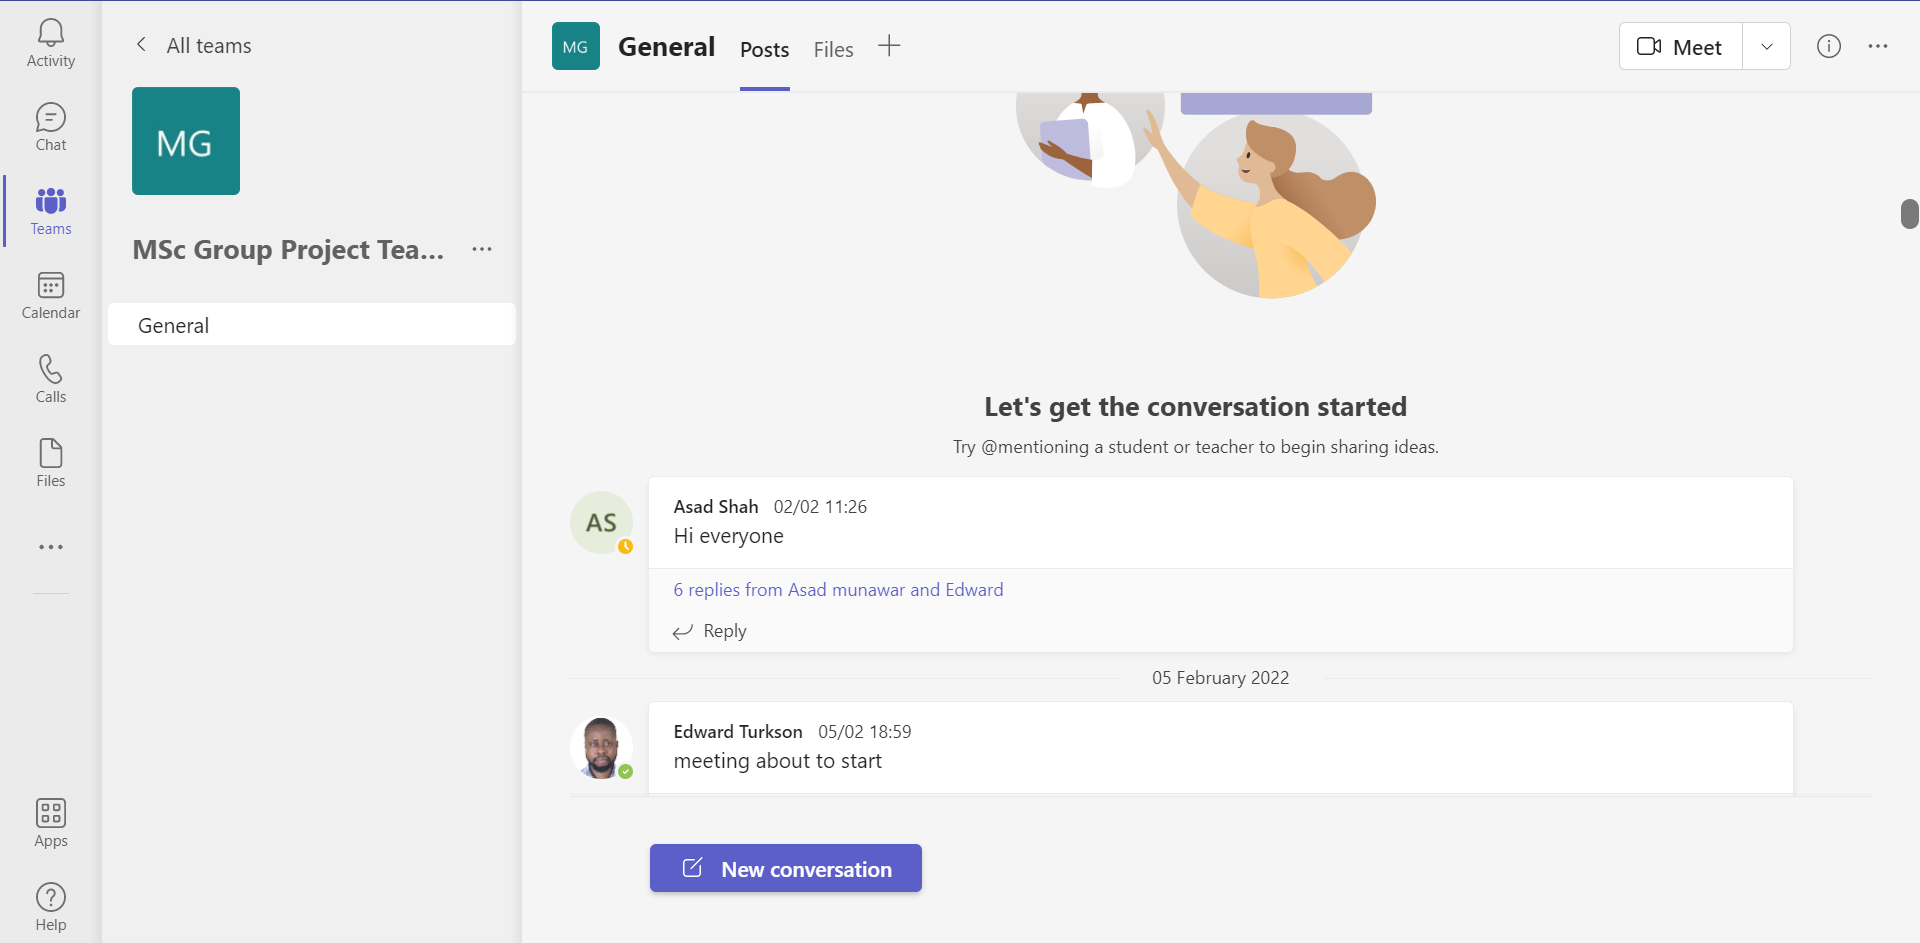 Activity
Chat
Teams
Calendar
Calls
Files
Apps
Help
All teams
MG
MSc Group Project Tea...
General
MG
General
Posts
Files
Meet
Let's get the conversation started
Try @mentioning a student or teacher to begin sharing ideas.
AS
Asad Shah 02/02 11:26
Hi everyone
6 replies from Asad munawar and Edward
Reply
05 February 2022
Edward Turkson 05/02 18:59
meeting about to start
New conversation